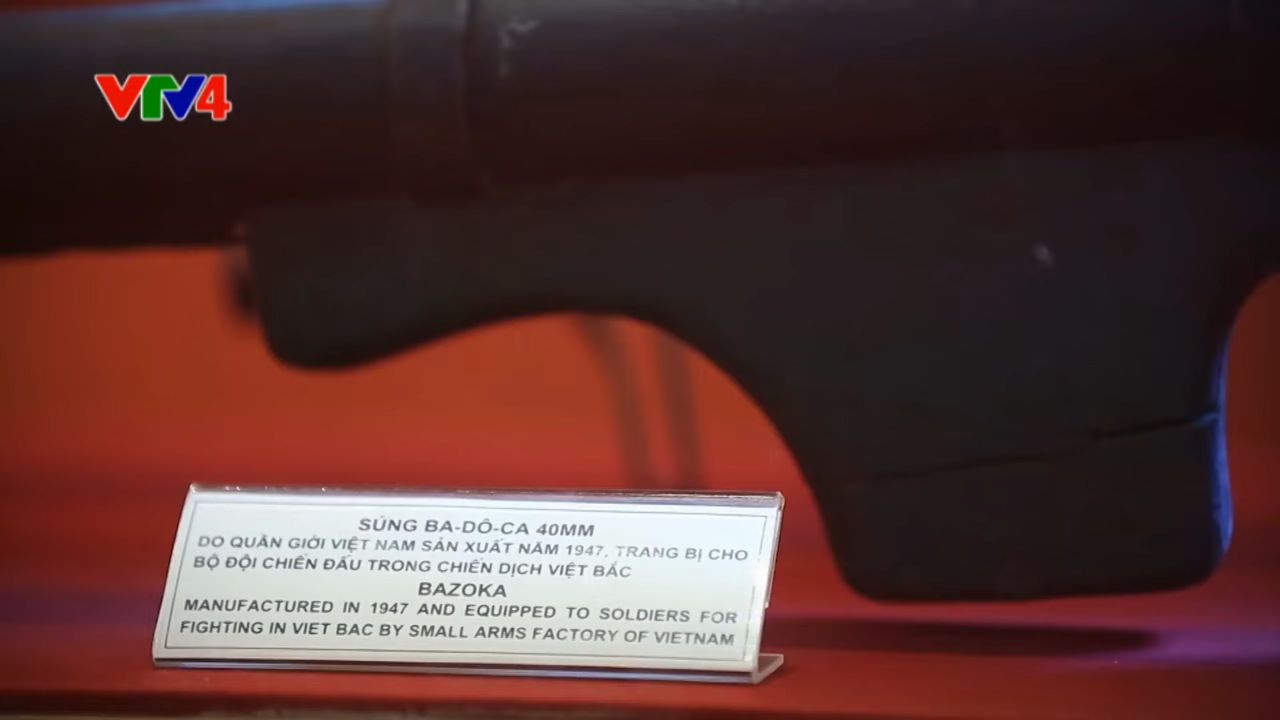 VTV4
SÚNG BA-DÔ-CA 40MM
DO QUÂN GIỚI VIỆT NAM SẢN XUẤT NĂM 1947, TRANG BỊ CHO
BỘ ĐỘI CHIẾN ĐẤU TRONG CHIẾN DỊCH VIỆT BẮC
BAZOKA
MANUFACTURED IN 1947 AND EQUIPPED TO SOLDIERS FOR
FIGHTING IN VIET BAC BY SMALL ARMS FACTORY OF VIETNAM